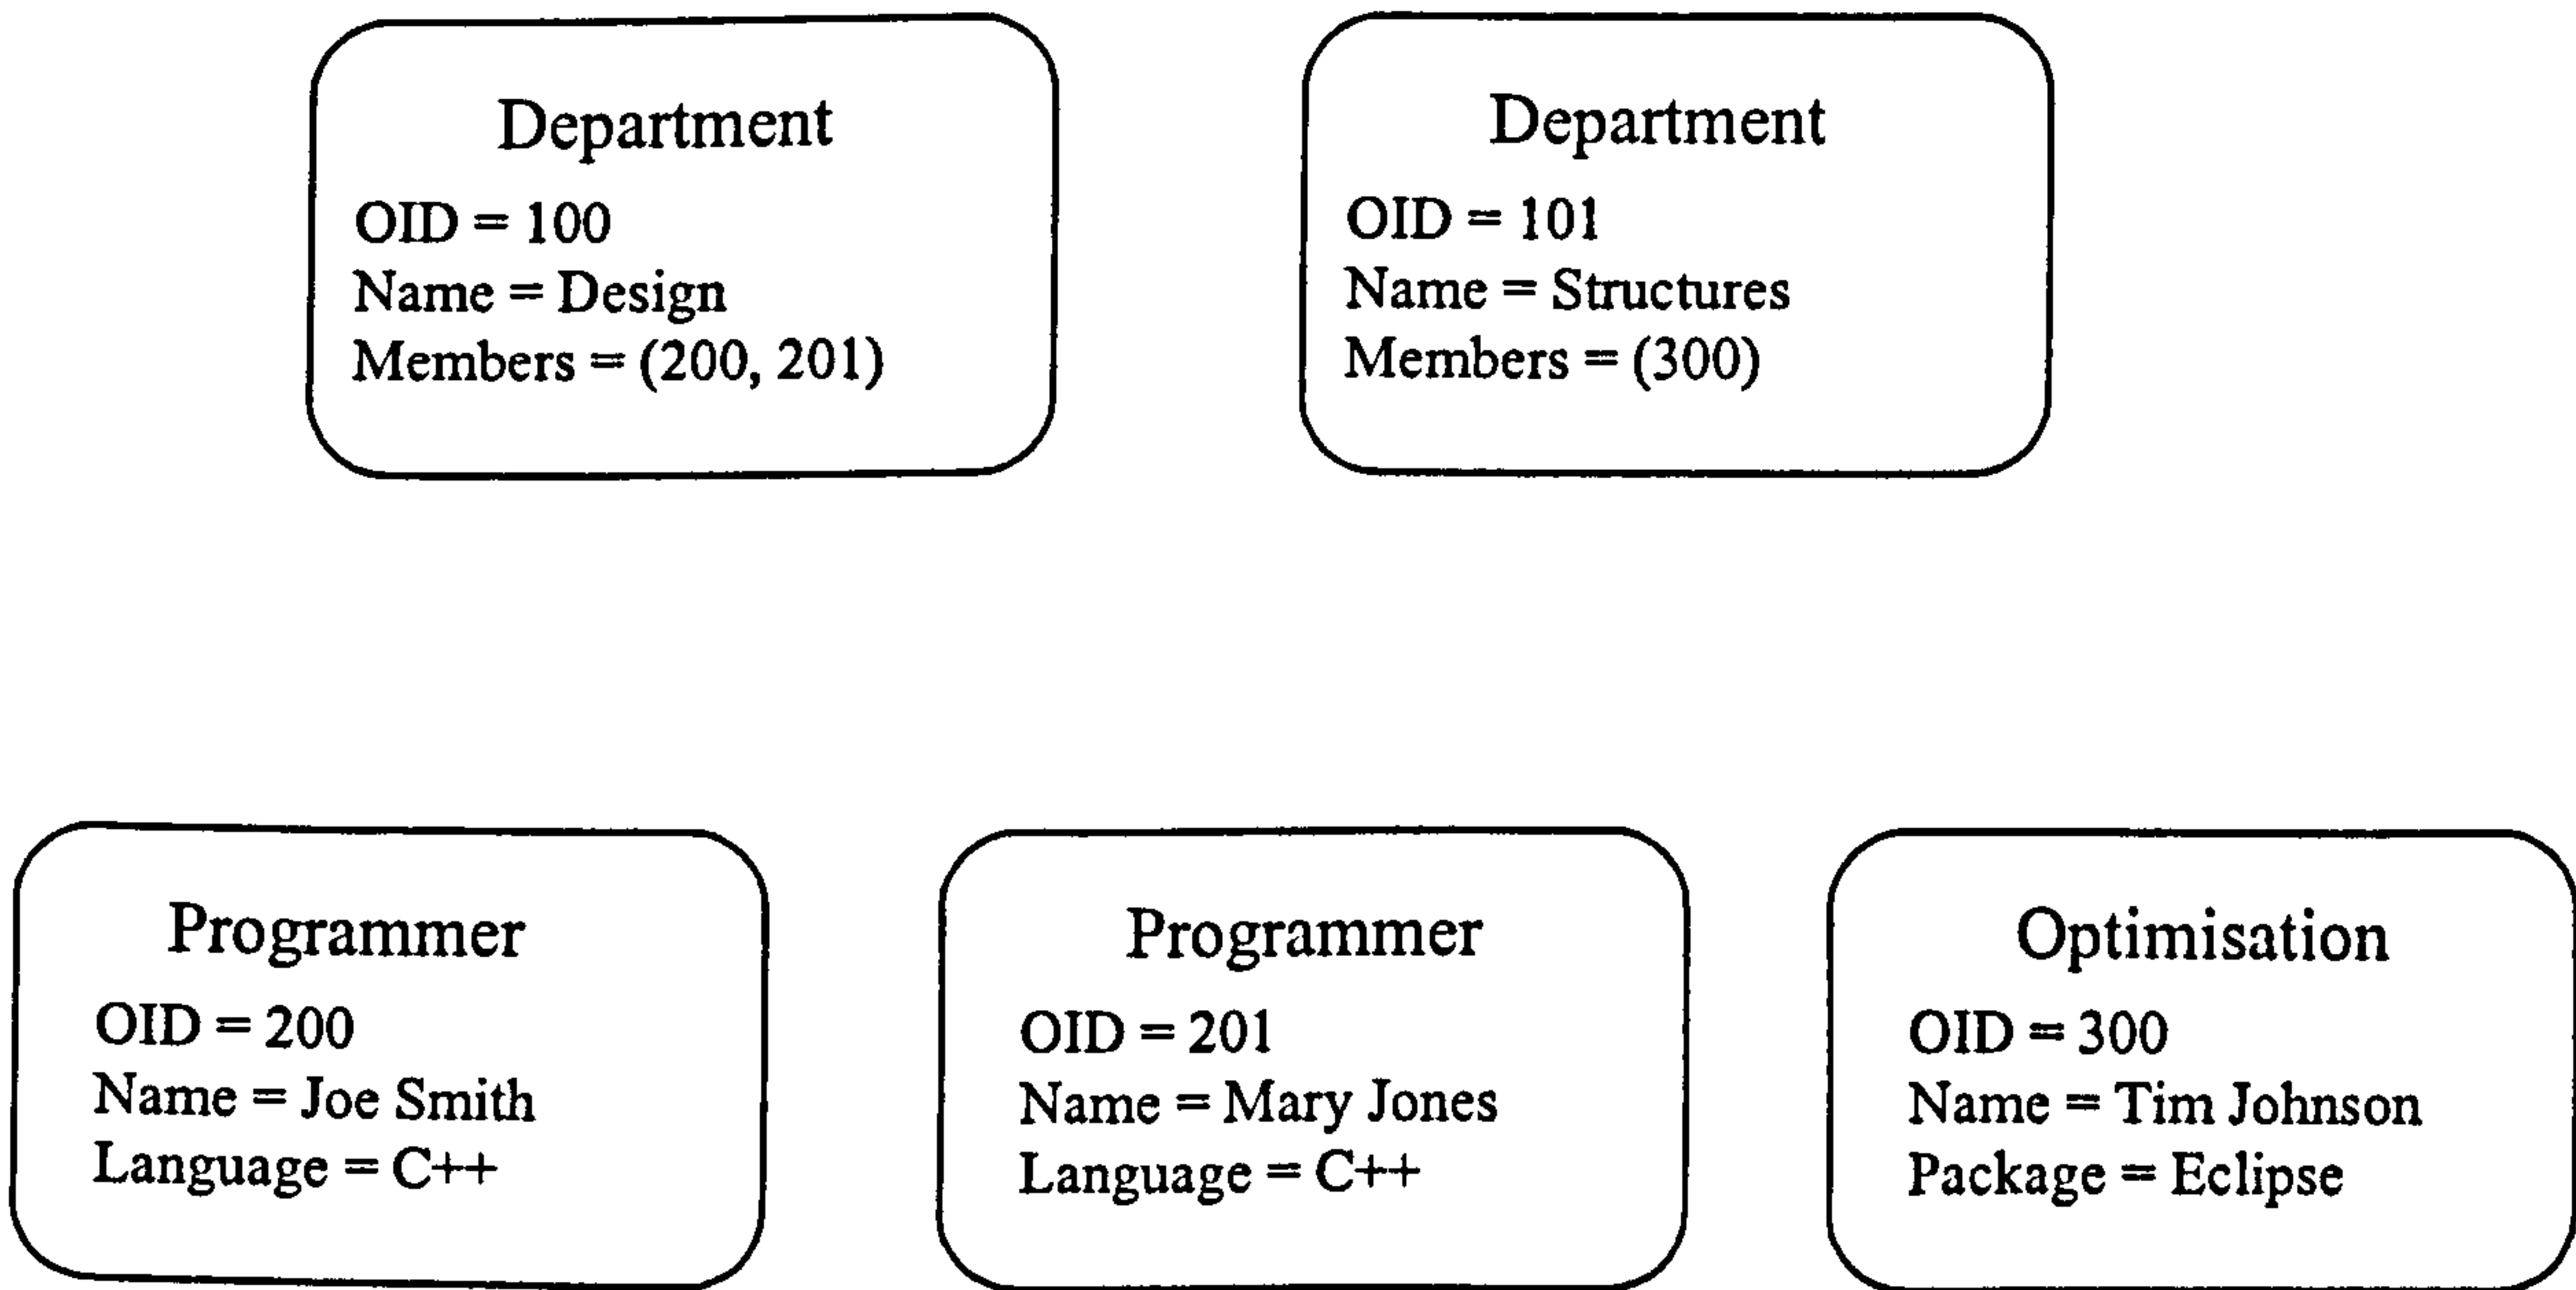 Department
OID = 100
Name = Design
Members = (200, 201)
Department
OID = 101
Name = Structures
Members = (300)
Programmer
OID = 200
Name = Joe Smith
Language = C++
Programmer
OID = 201
Name = Mary Jones
Language = C++
Optimisation
OID = 300
Name = Tim Johnson
Package = Eclipse